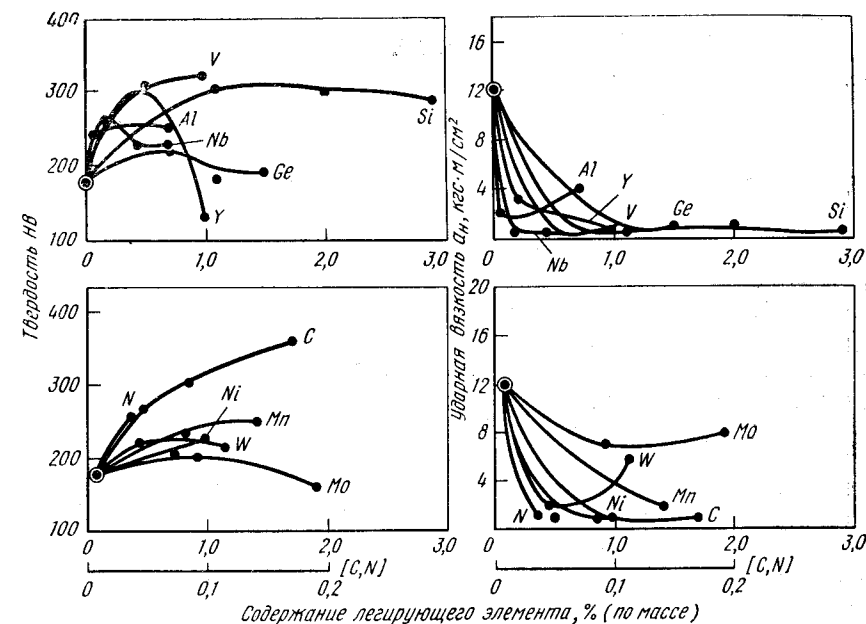 Твердость HB
400
300
200
100
V
Al
Nb
Ge
Y
Si
0
1,0
2,0
3,0
Ударная вязкость aн, кгс·м/см²
16
12
8
4
0
Al
Y
V
Ge
Si
Nb
0
1,0
2,0
3,0
400
300
200
100
N
C
Ni
Mn
W
Mo
0
1,0
2,0
3,0
0
0,1
0,2
[C,N]
20
16
12
8
4
Mo
W
Mn
Ni
N
C
0
1,0
2,0
3,0
0
0,1
0,2
[C,N]
Содержание легирующего элемента, % (по массе)